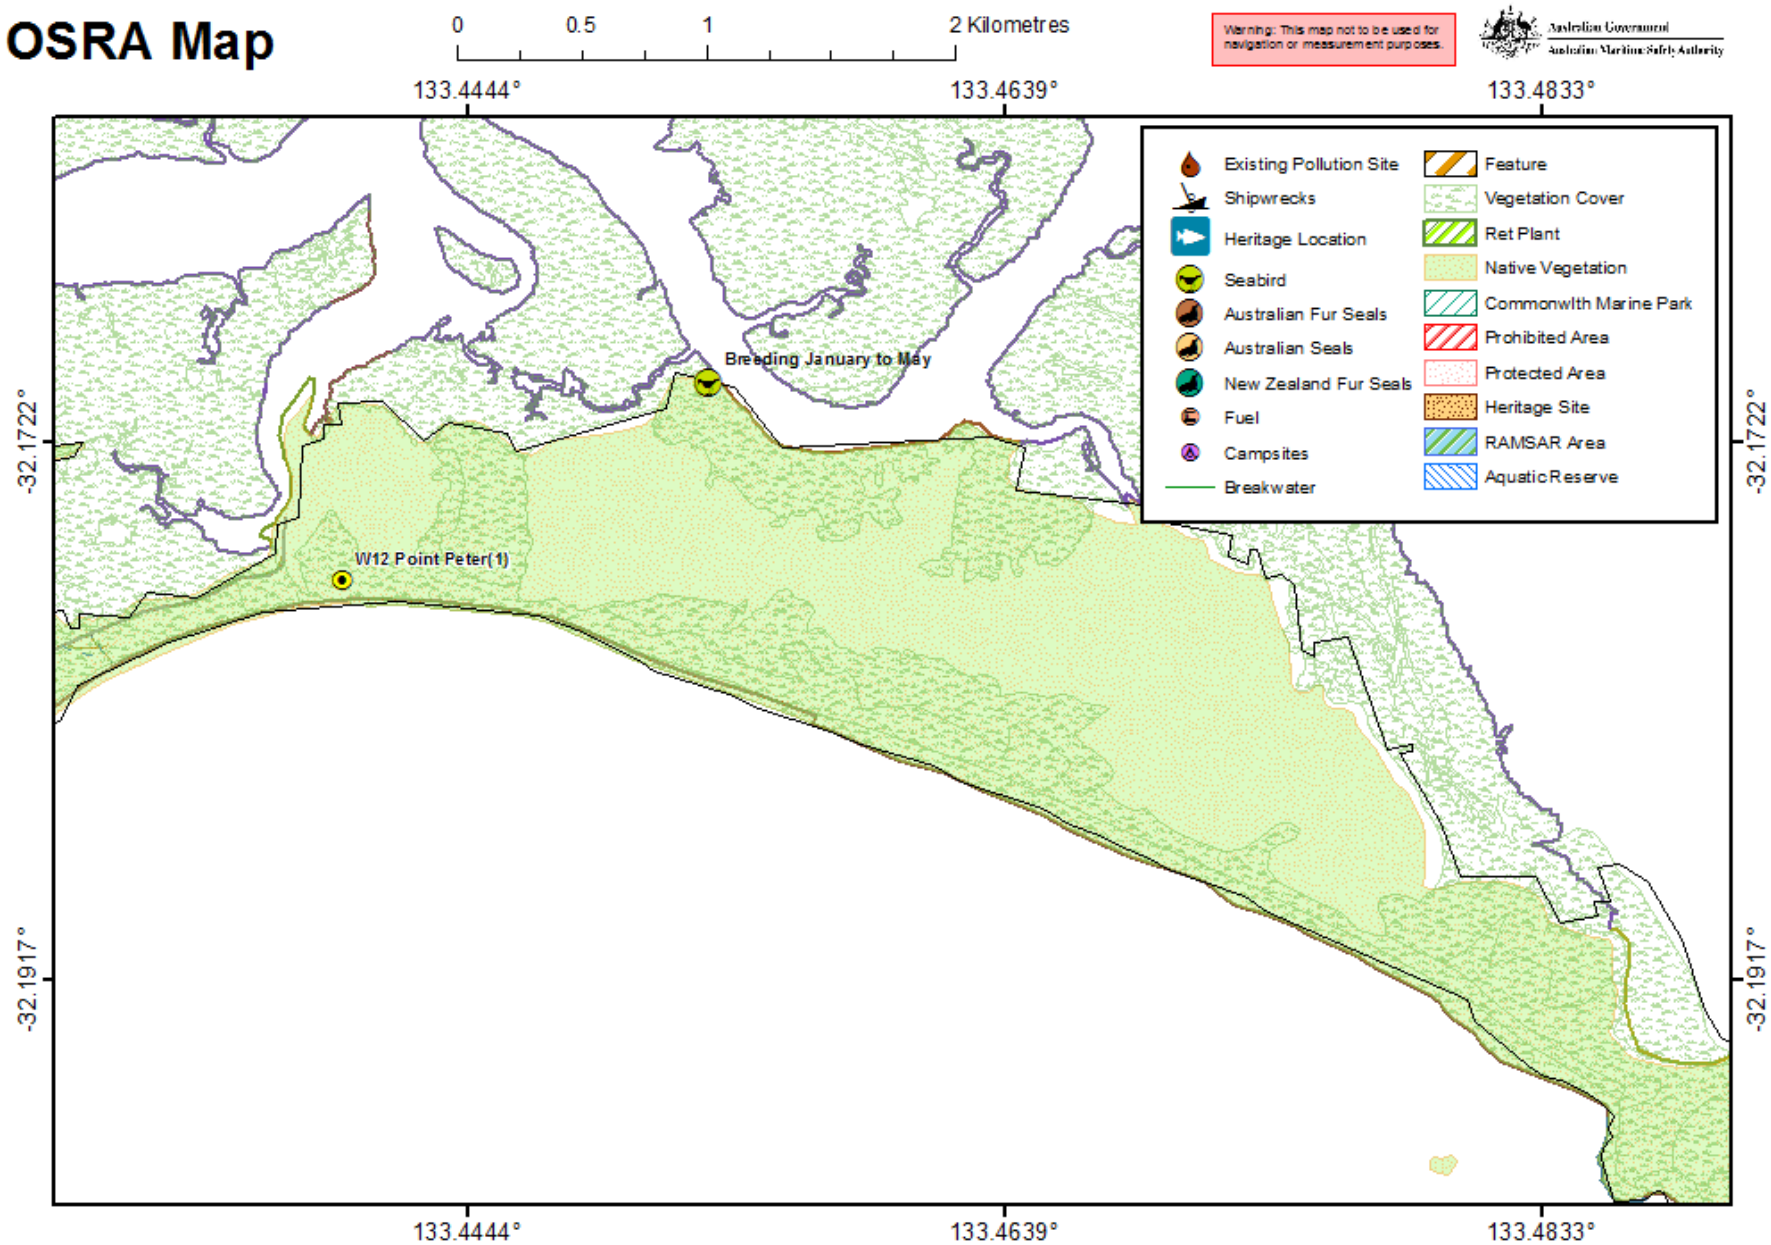 OSRA Map
0 0.5 1 2 Kilometres
Warning: This map not to be used for
navigation or measurement purposes.
Australian Government
Australian Maritime Safety Authority
133.4444° 133.4639° 133.4833°
Existing Pollution Site
Shipwrecks
Heritage Location
Seabird
Australian Fur Seals
Australian Seals
New Zealand Fur Seals
Fuel
Campsites
Breakwater
Feature
Vegetation Cover
Ret Plant
Native Vegetation
Commonwlth Marine Park
Prohibited Area
Protected Area
Heritage Site
RAMSAR Area
Aquatic Reserve
Breeding January to May
-32.1722° -32.1722°
W12 Point Peter(1)
-32.1917° -32.1917°
133.4444° 133.4639° 133.4833°